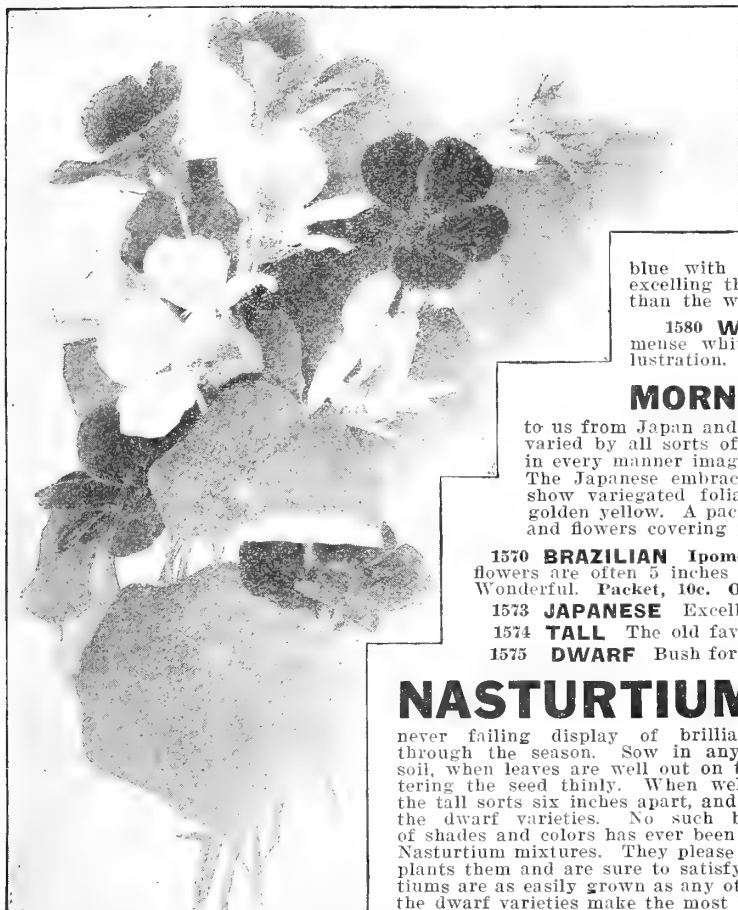 blue with
excelling th
than the w
1580 W
mense whi
lustration.
MORN
to us from Japan and
varied by all sorts of
in every manner imag
The Japanese embrac
show variegated folia
golden yellow. A pac
and flowers covering
1570 BRAZILIAN Ipom
flowers are often 5 inches
Wonderful. Packet, 10c. O
1573 JAPANESE Excell
1574 TALL The old fav
1575 DWARF Bush for
NASTURTIUM
never failing display of brillia
through the season. Sow in any
soil, when leaves are well out on t
tering the seed thinly. When wel
the tall sorts six inches apart, and
the dwarf varieties. No such b
of shades and colors has ever been
Nasturtium mixtures. They please
plants them and are sure to satisfy
tiums are as easily grown as any ot
the dwarf varieties make the most